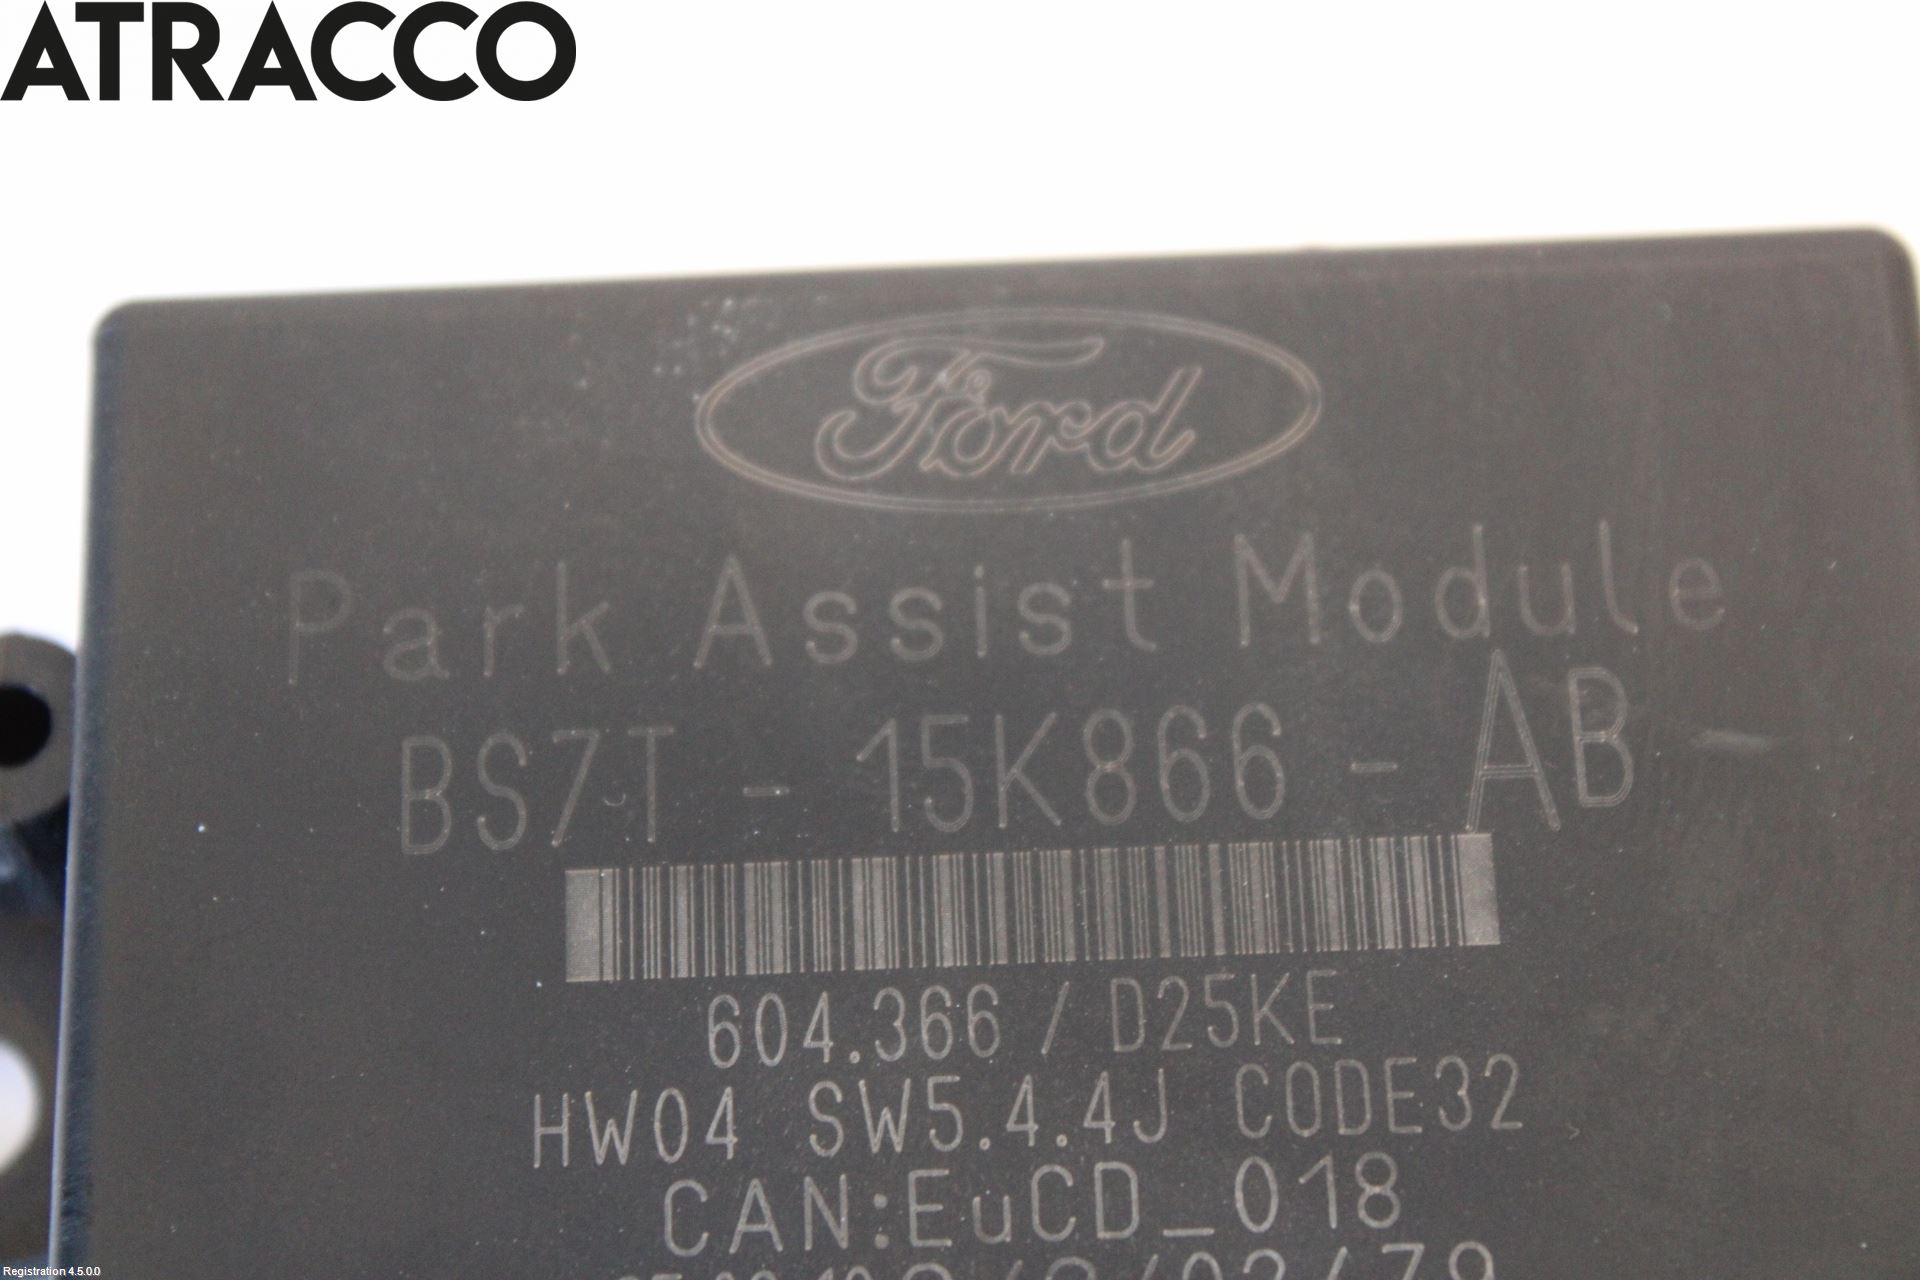 ATRACCO
Ford
Park Assist Module
BS7T - 15K866 - AB
604.366 / D25KE
HW04 SW5.4.4J CODE32
CAN:EuCD_018
Registration 4.5.0.0